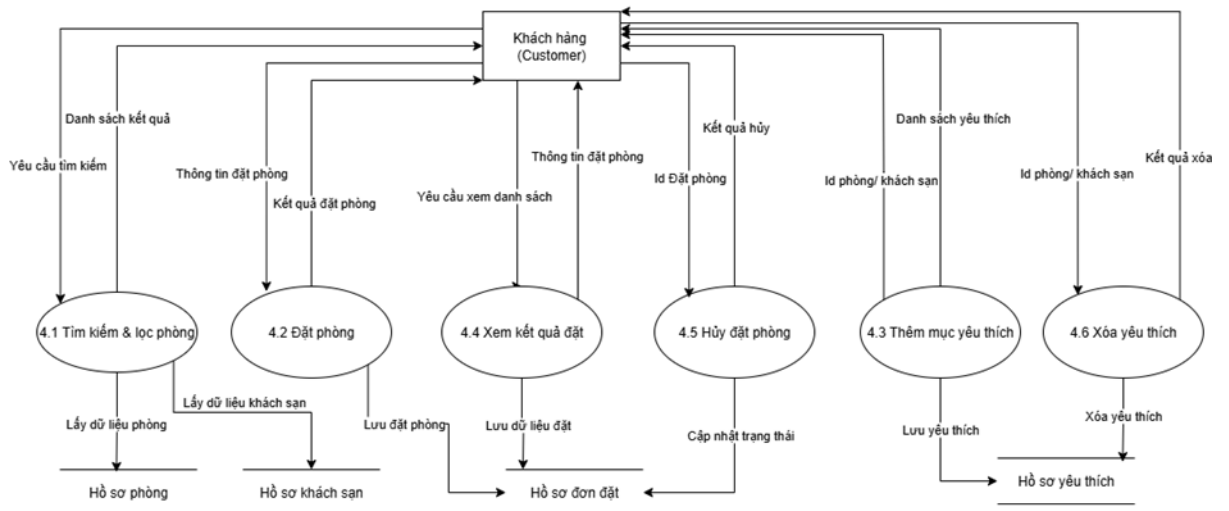 Khách hàng
(Customer)
Danh sách kết quả
Yêu cầu tìm kiếm
Thông tin đặt phòng
Kết quả đặt phòng
Yêu cầu xem danh sách
Thông tin đặt phòng
Kết quả hủy
Id Đặt phòng
Danh sách yêu thích
Id phòng/ khách sạn
Id phòng/ khách sạn
Kết quả xóa
4.1 Tìm kiếm & lọc phòng
4.2 Đặt phòng
4.4 Xem kết quả đặt
4.5 Hủy đặt phòng
4.3 Thêm mục yêu thích
4.6 Xóa yêu thích
Lấy dữ liệu phòng
Lấy dữ liệu khách sạn
Lưu đặt phòng
Lưu dữ liệu đặt
Cập nhật trạng thái
Lưu yêu thích
Xóa yêu thích
Hồ sơ phòng
Hồ sơ khách sạn
Hồ sơ đơn đặt
Hồ sơ yêu thích